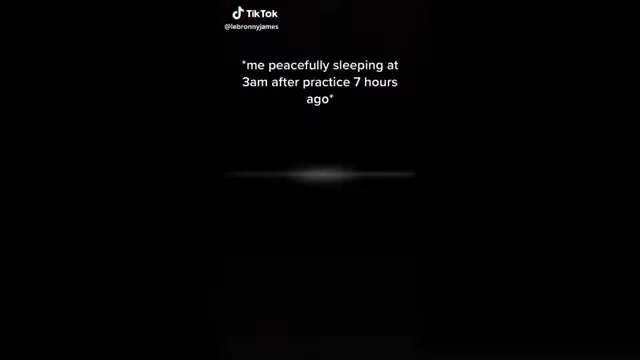 TikTok
@lebronnyjames
*me peacefully sleeping at
3am after practice 7 hours
ago*